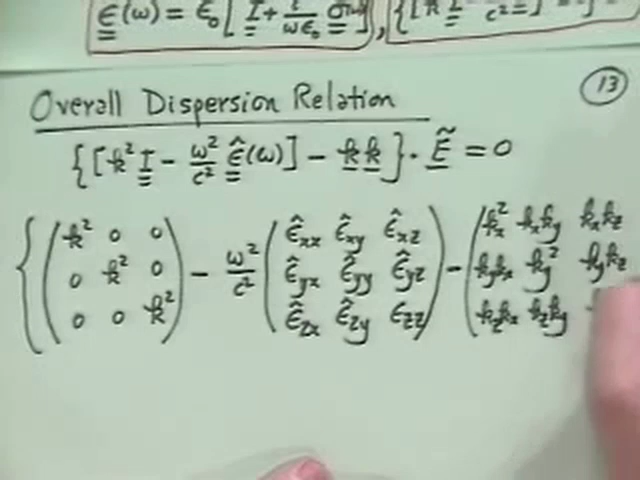 ε(ω) = ε₀[I + i/ωε₀ σ(ω)], {[k² I c²
13
Overall Dispersion Relation
{[k² I − ω²/c² ε̂(ω)] − k k} · Ẽ = 0
{(k² 0 0 0 k² 0 0 0 k²) − ω²/c² (ε̂xx ε̂xy ε̂xz ε̂yx ε̂yy ε̂yz ε̂zx ε̂zy εzz) − (kx² kxky kxkz kykx ky² kykz kzkx kzky